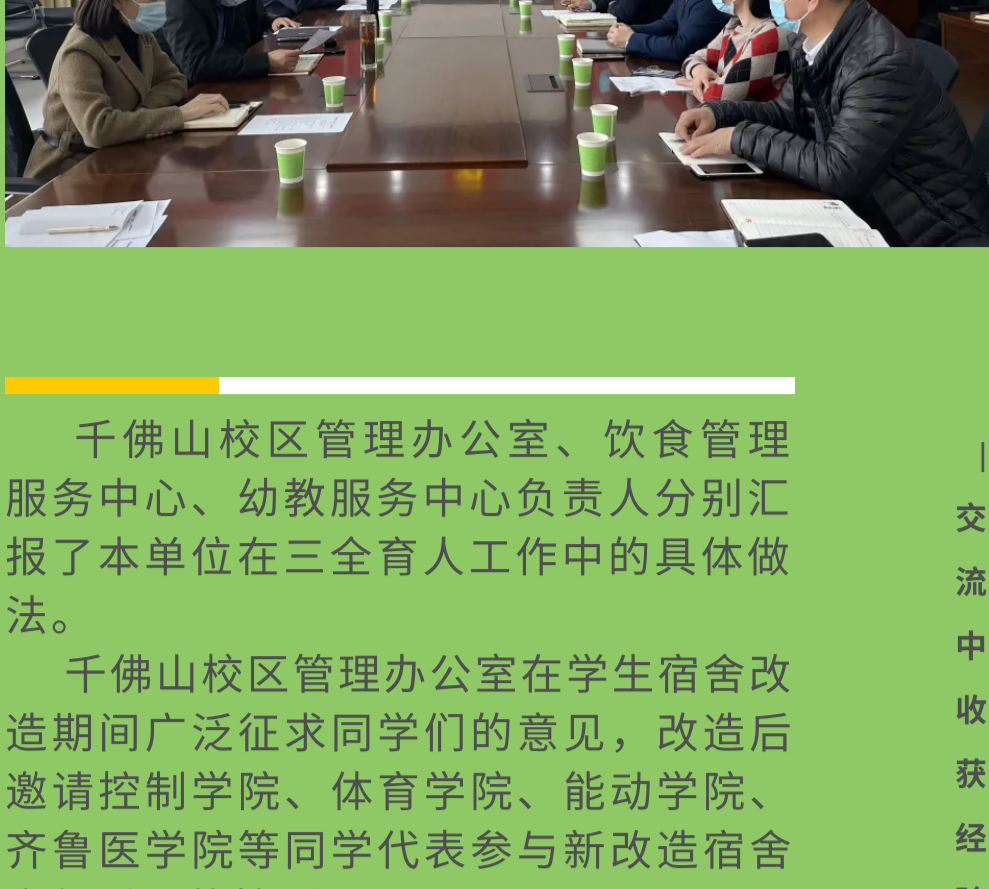 千佛山校区管理办公室、饮食管理
服务中心、幼教服务中心负责人分别汇
报了本单位在三全育人工作中的具体做
法。
千佛山校区管理办公室在学生宿舍改
造期间广泛征求同学们的意见，改造后
邀请控制学院、体育学院、能动学院、
齐鲁医学院等同学代表参与新改造宿舍
交
流
中
收
获
经